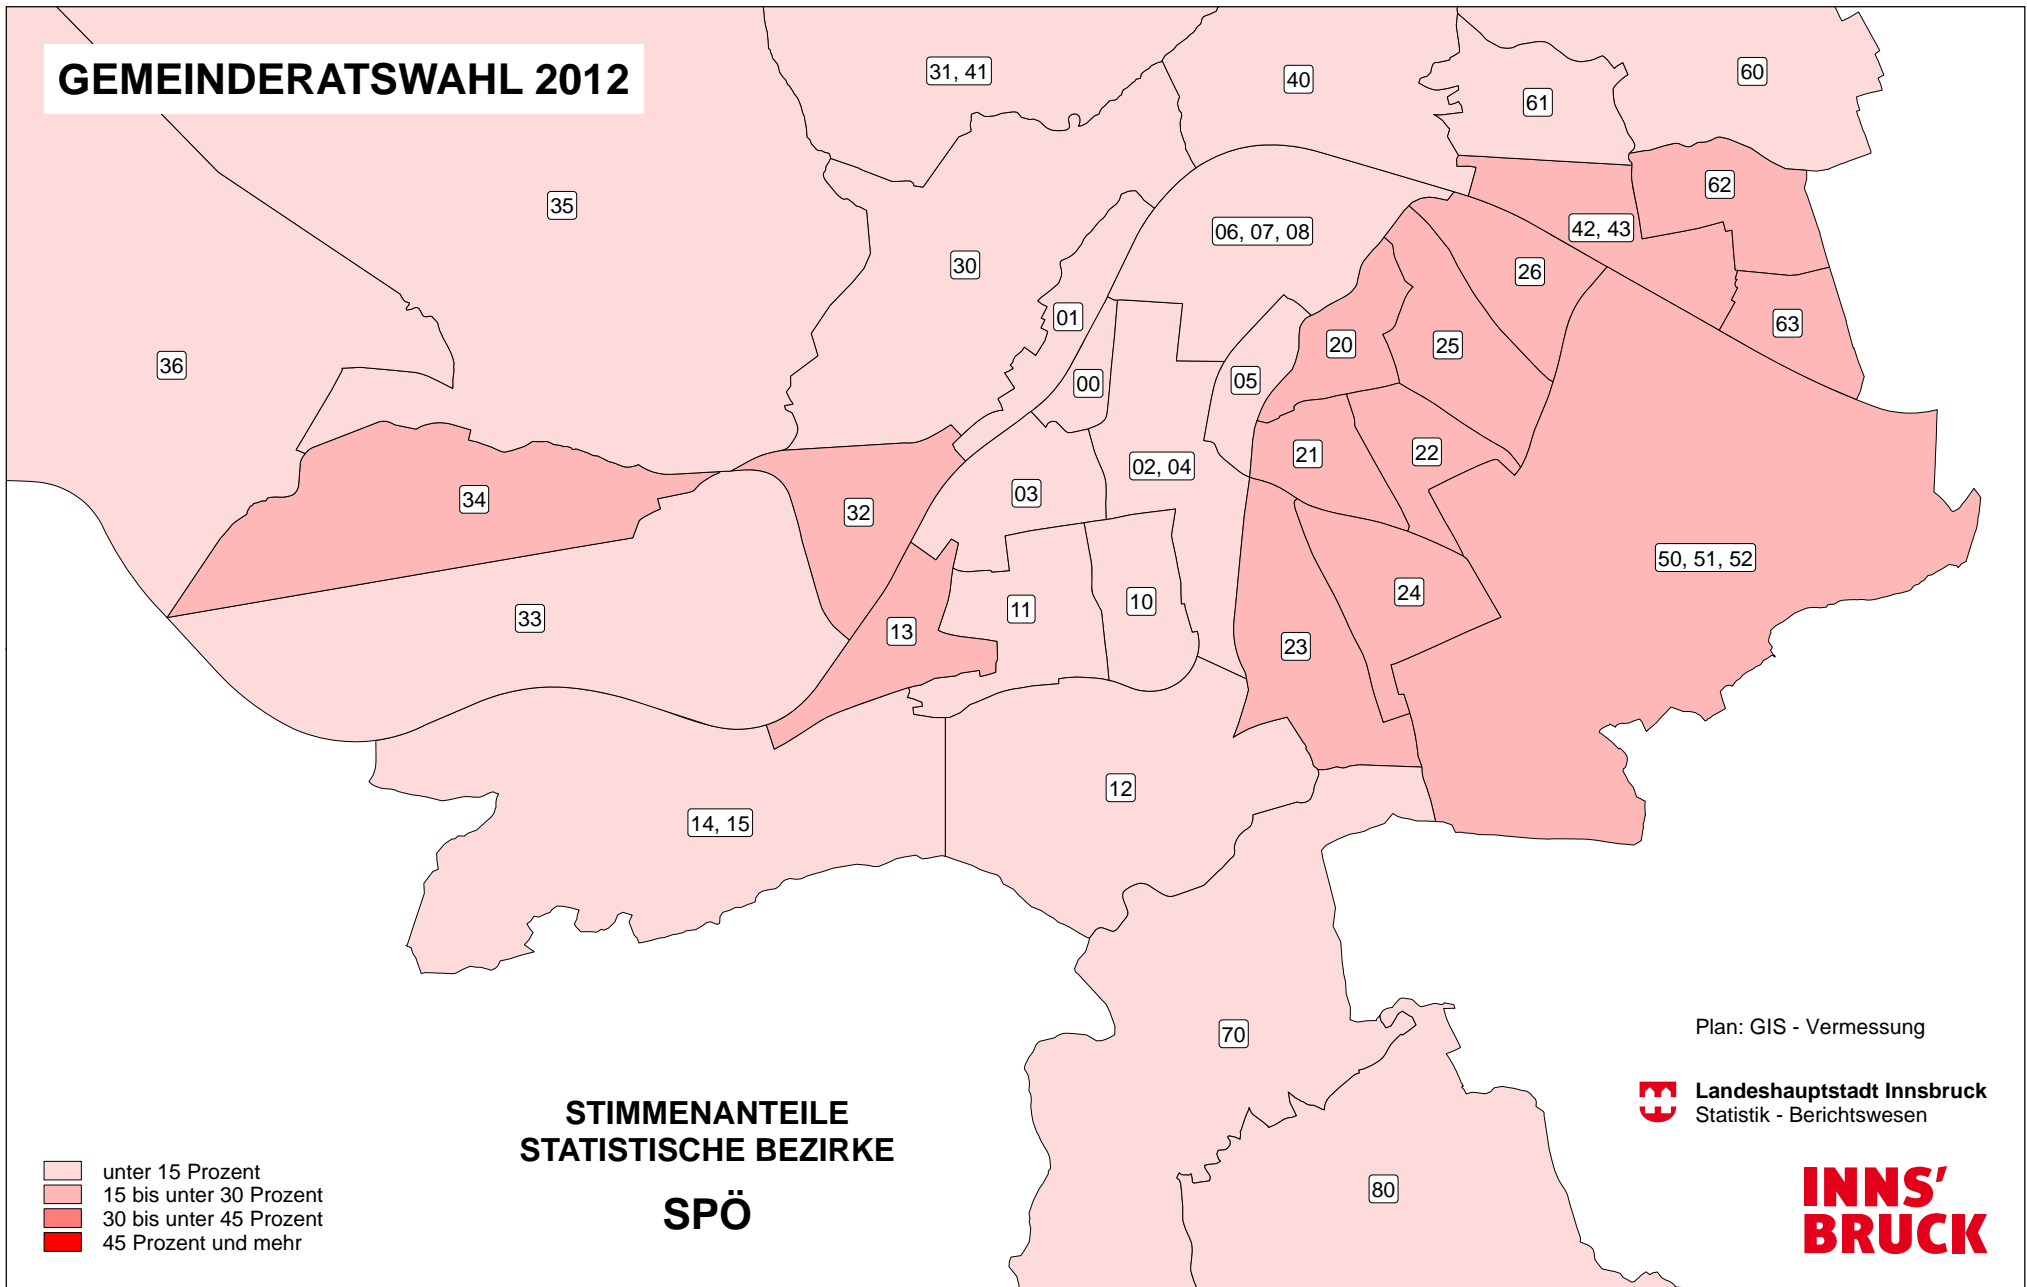 GEMEINDERATSWAHL 2012
31, 41
40
60
61
62
35
06, 07, 08
42, 43
30
26
01
63
20
25
36
00
05
21
22
02, 04
03
34
32
50, 51, 52
24
10
11
33
13
23
12
14, 15
70
80
STIMMENANTEILE
STATISTISCHE BEZIRKE
SPÖ
unter 15 Prozent
15 bis unter 30 Prozent
30 bis unter 45 Prozent
45 Prozent und mehr
Plan: GIS - Vermessung
Landeshauptstadt Innsbruck
Statistik - Berichtswesen
INNS'
BRUCK